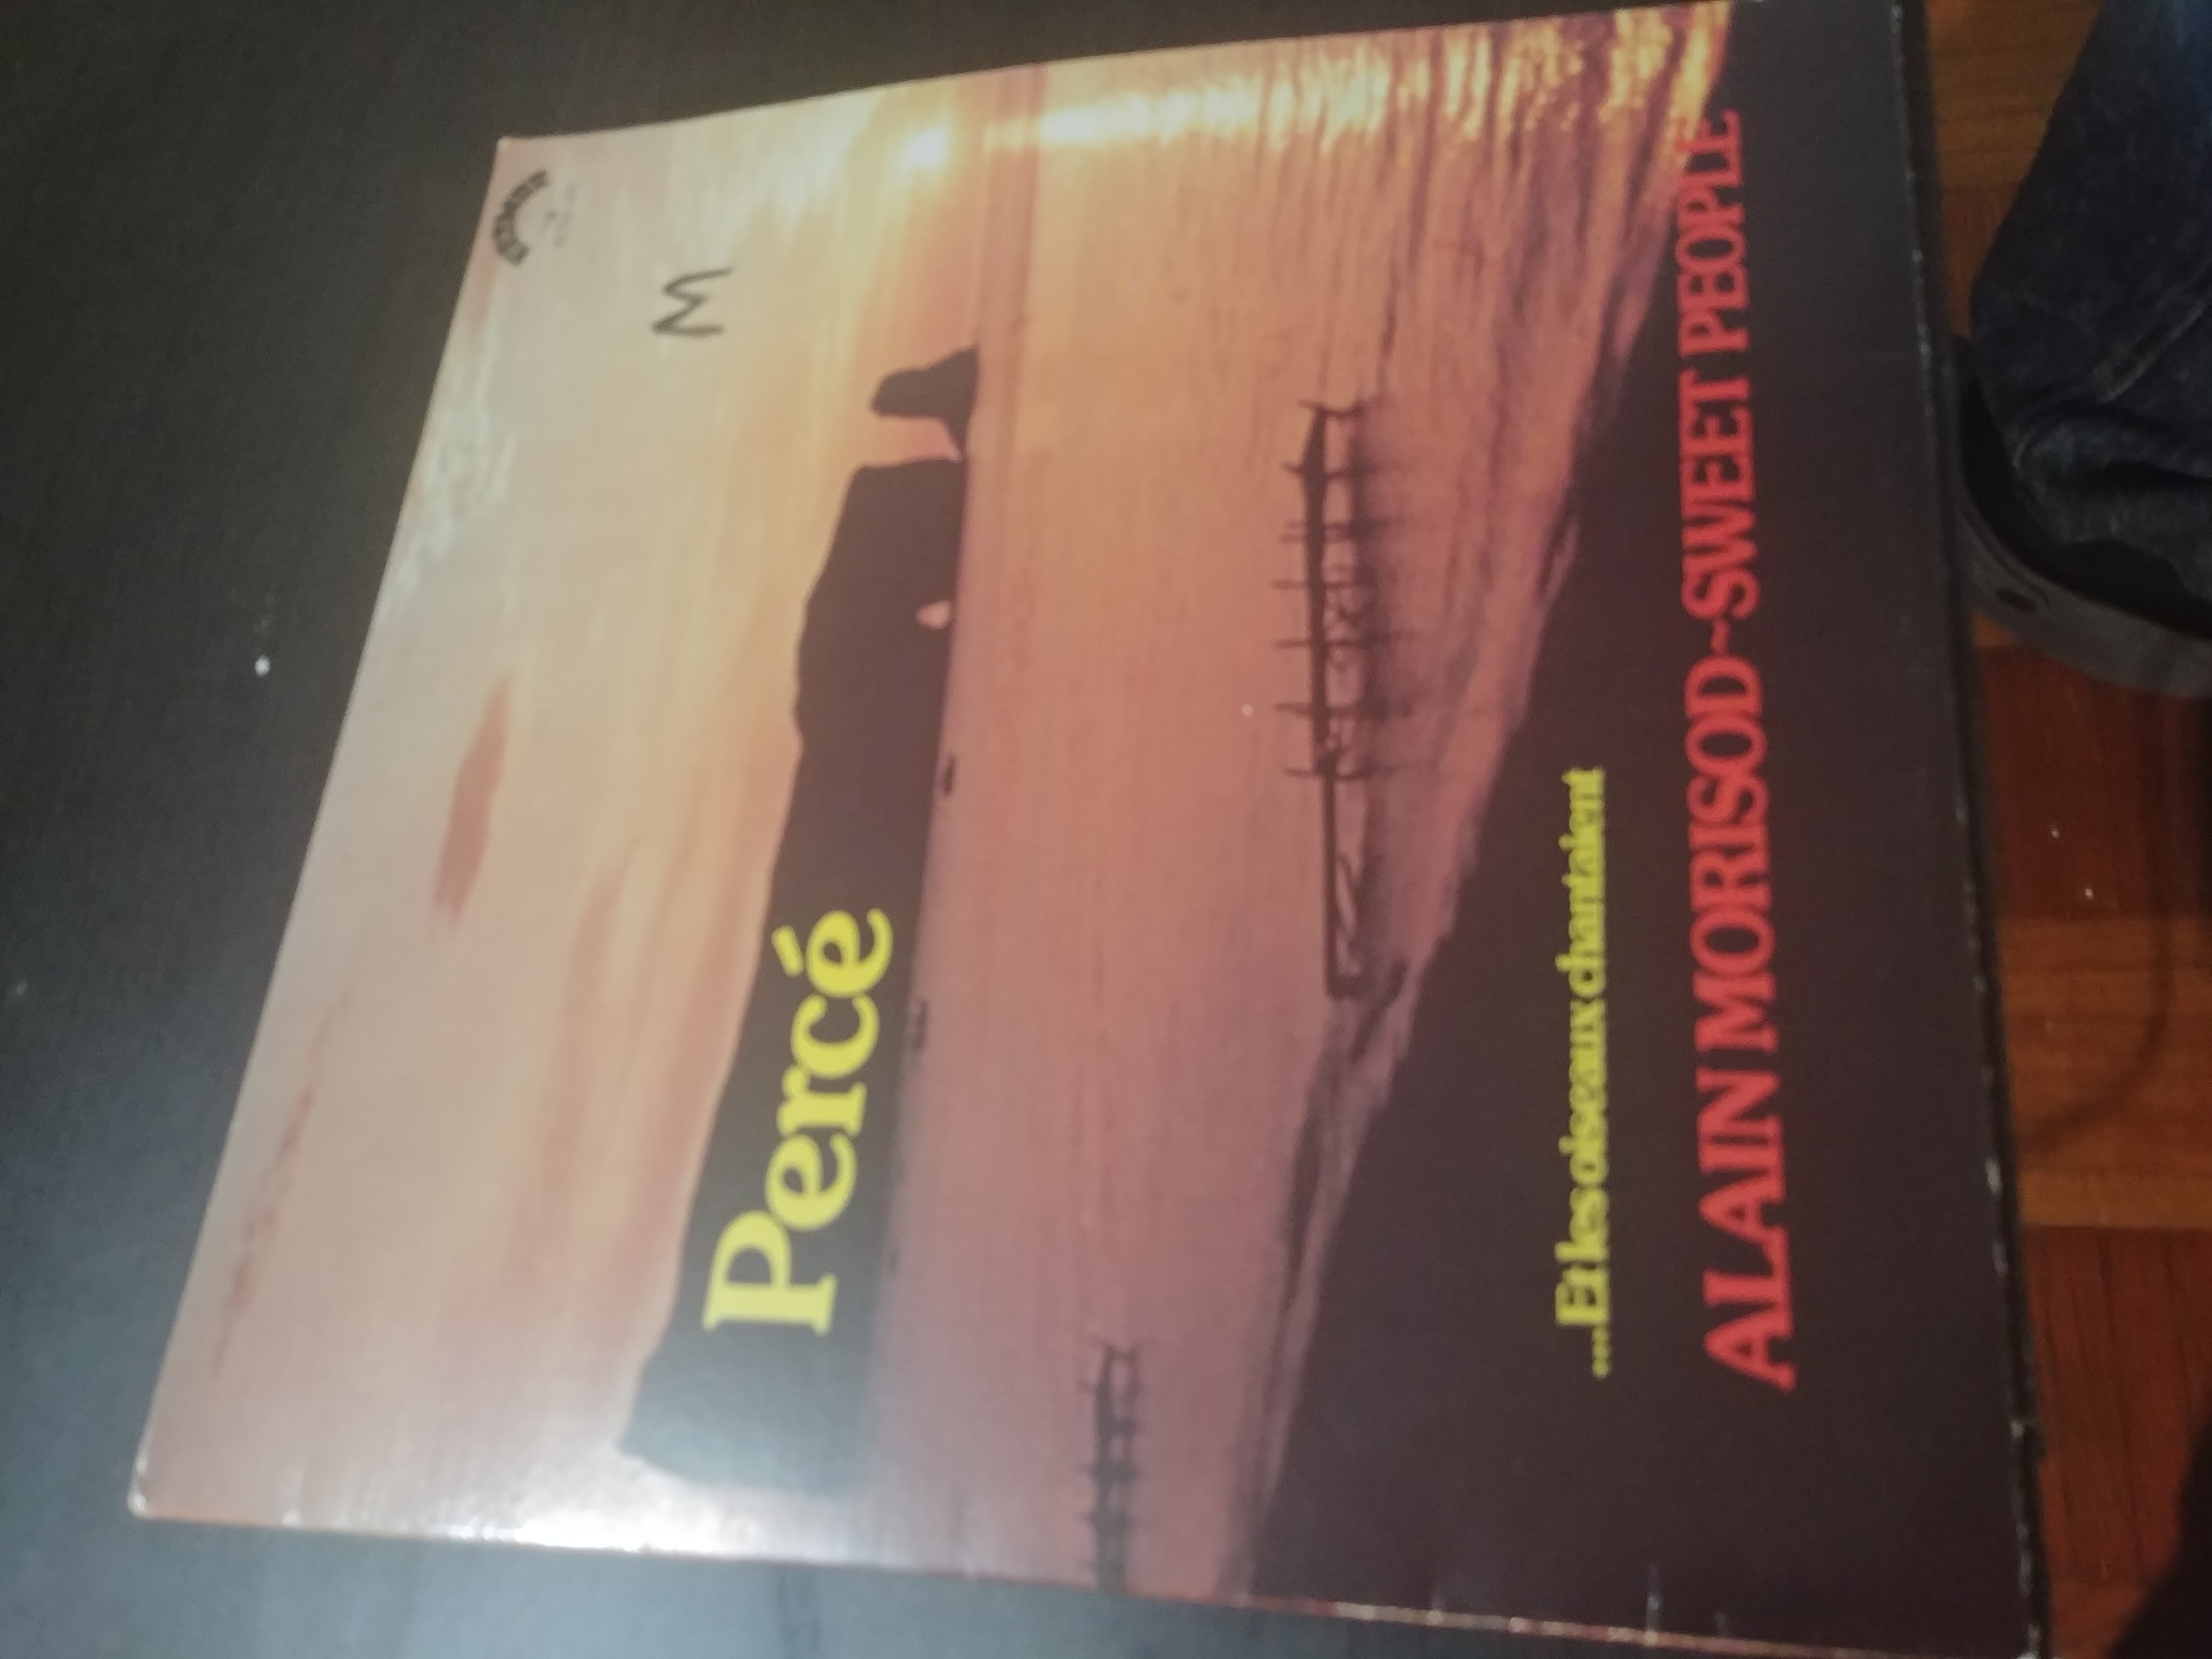 M
Percé
...Et les oiseaux chantaient
ALAIN MORISOD~SWEET PEOPLE